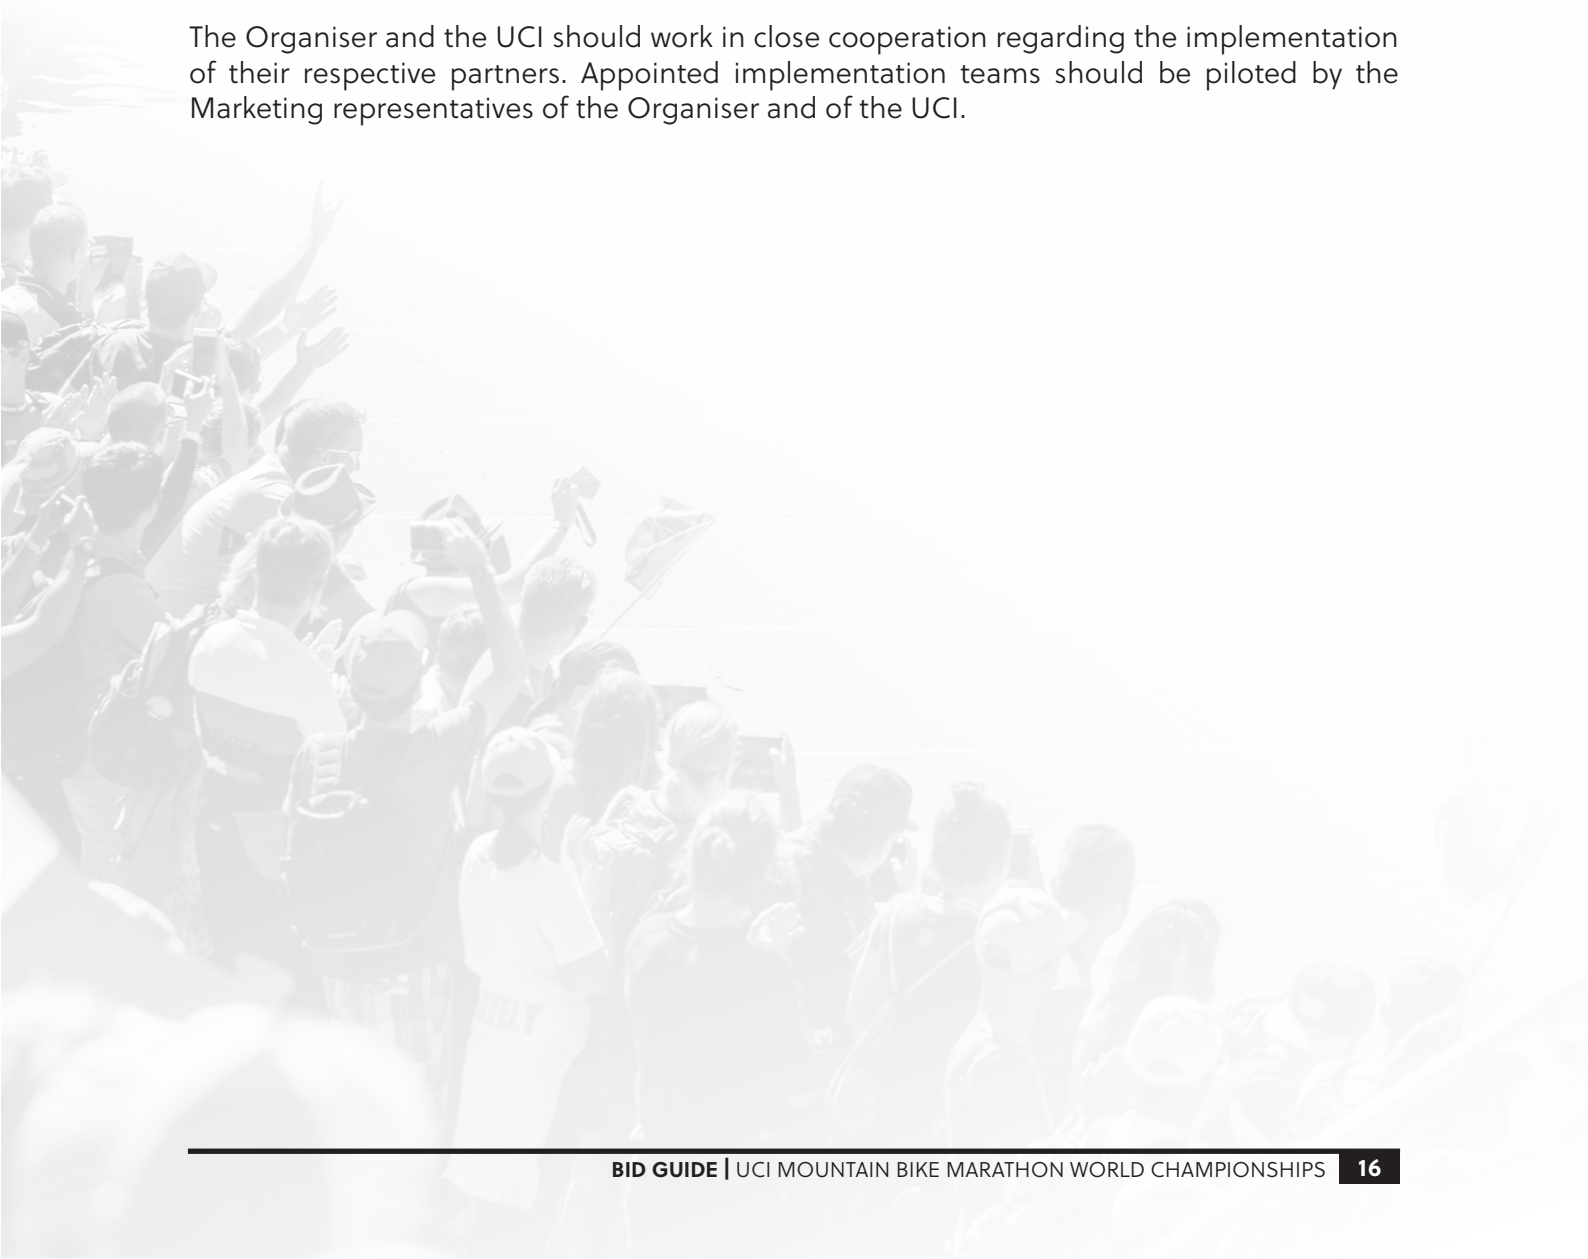 The Organiser and the UCI should work in close cooperation regarding the implementation
of their respective partners. Appointed implementation teams should be piloted by the
Marketing representatives of the Organiser and of the UCI.
BID GUIDE | UCI MOUNTAIN BIKE MARATHON WORLD CHAMPIONSHIPS 16